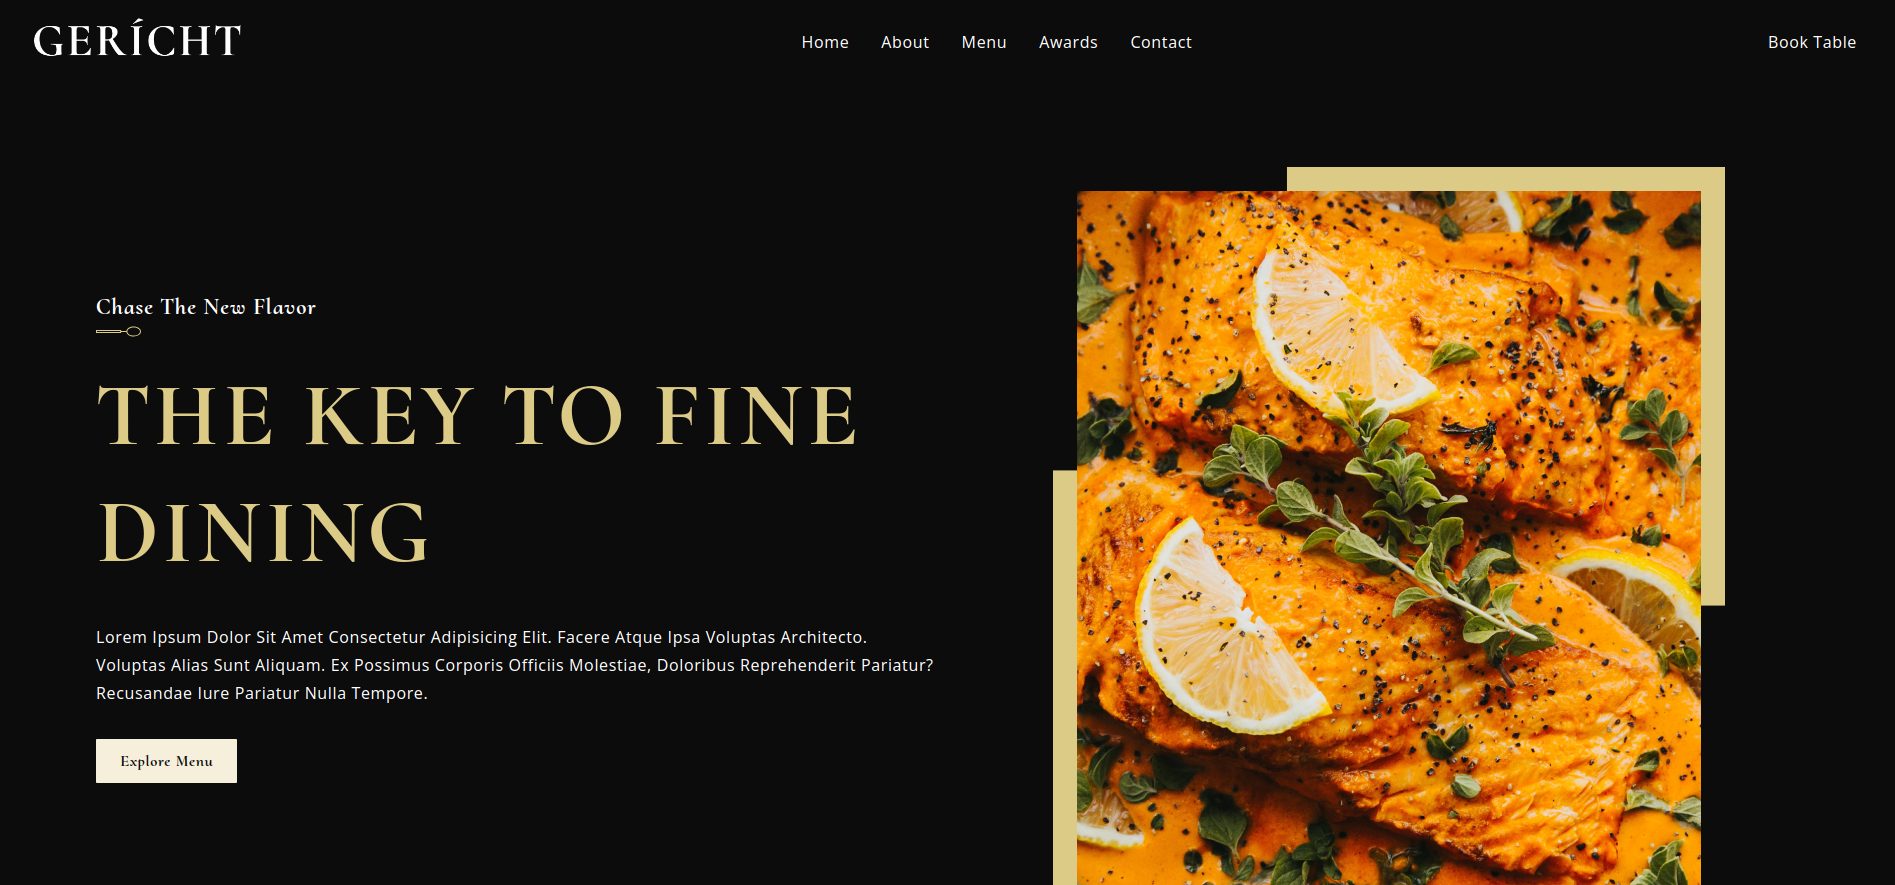 GERÍCHT
Home About Menu Awards Contact
Book Table
Chase The New Flavor
THE KEY TO FINE
DINING
Lorem Ipsum Dolor Sit Amet Consectetur Adipisicing Elit. Facere Atque Ipsa Voluptas Architecto.
Voluptas Alias Sunt Aliquam. Ex Possimus Corporis Officiis Molestiae, Doloribus Reprehenderit Pariatur?
Recusandae Iure Pariatur Nulla Tempore.
Explore Menu